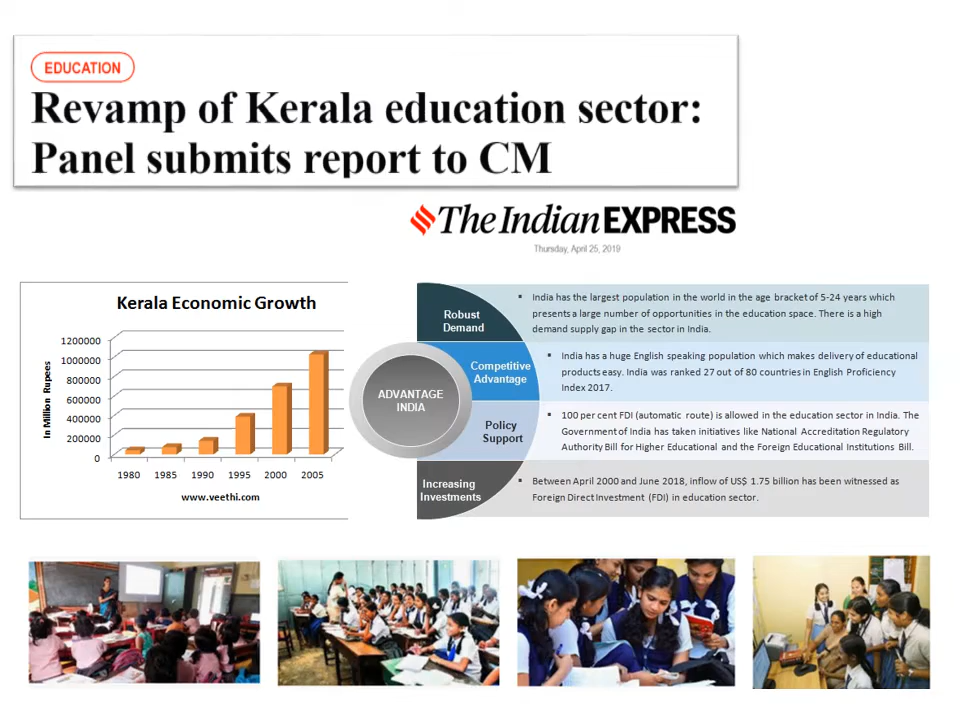 EDUCATION
Revamp of Kerala education sector:
Panel submits report to CM
The Indian EXPRESS
Thursday, April 25, 2019
Kerala Economic Growth
In Million Rupees
1200000
1000000
800000
600000
400000
200000
0
1980 1985 1990 1995 2000 2005
www.veethi.com
ADVANTAGE
INDIA
Robust
Demand
▪ India has the largest population in the world in the age bracket of 5-24 years which
presents a large number of opportunities in the education space. There is a high
demand supply gap in the sector in India.
Competitive
Advantage
▪ India has a huge English speaking population which makes delivery of educational
products easy. India was ranked 27 out of 80 countries in English Proficiency
Index 2017.
Policy
Support
▪ 100 per cent FDI (automatic route) is allowed in the education sector in India. The
Government of India has taken initiatives like National Accreditation Regulatory
Authority Bill for Higher Educational and the Foreign Educational Institutions Bill.
Increasing
Investments
▪ Between April 2000 and June 2018, inflow of US$ 1.75 billion has been witnessed as
Foreign Direct Investment (FDI) in education sector.